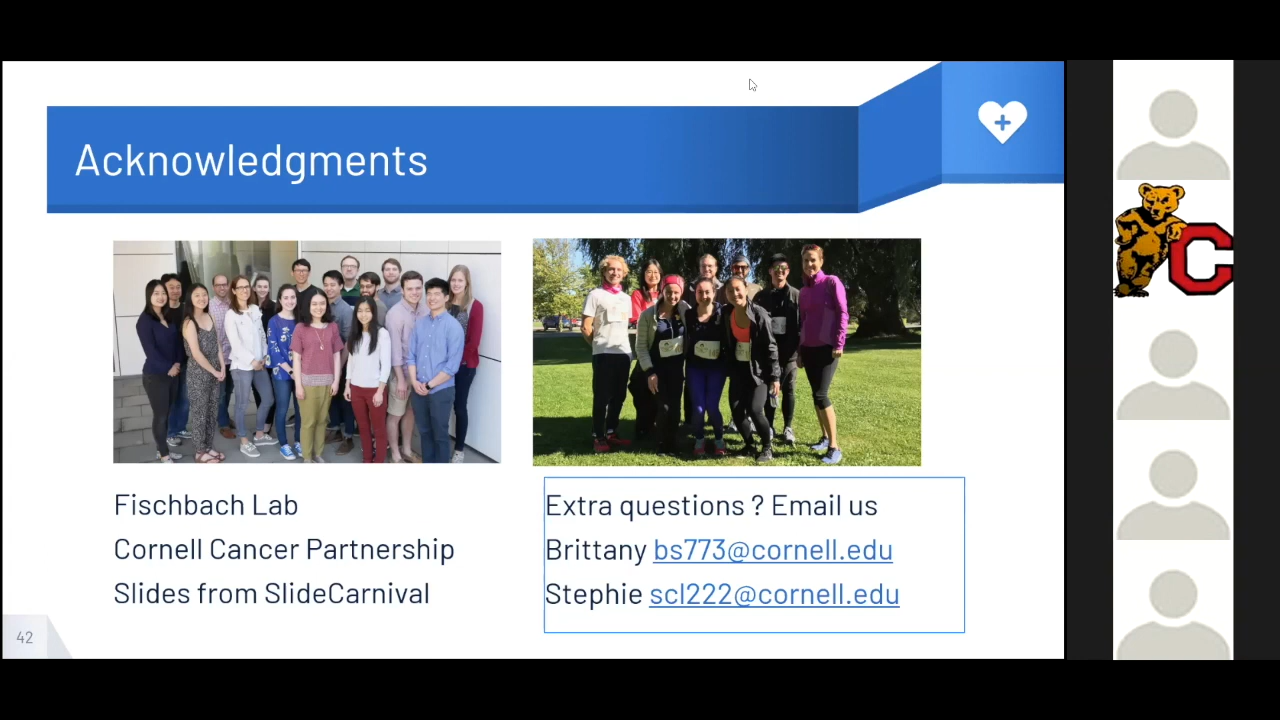 Acknowledgments
Fischbach Lab
Cornell Cancer Partnership
Slides from SlideCarnival
Extra questions ? Email us
Brittany bs773@cornell.edu
Stephie scl222@cornell.edu
42
C